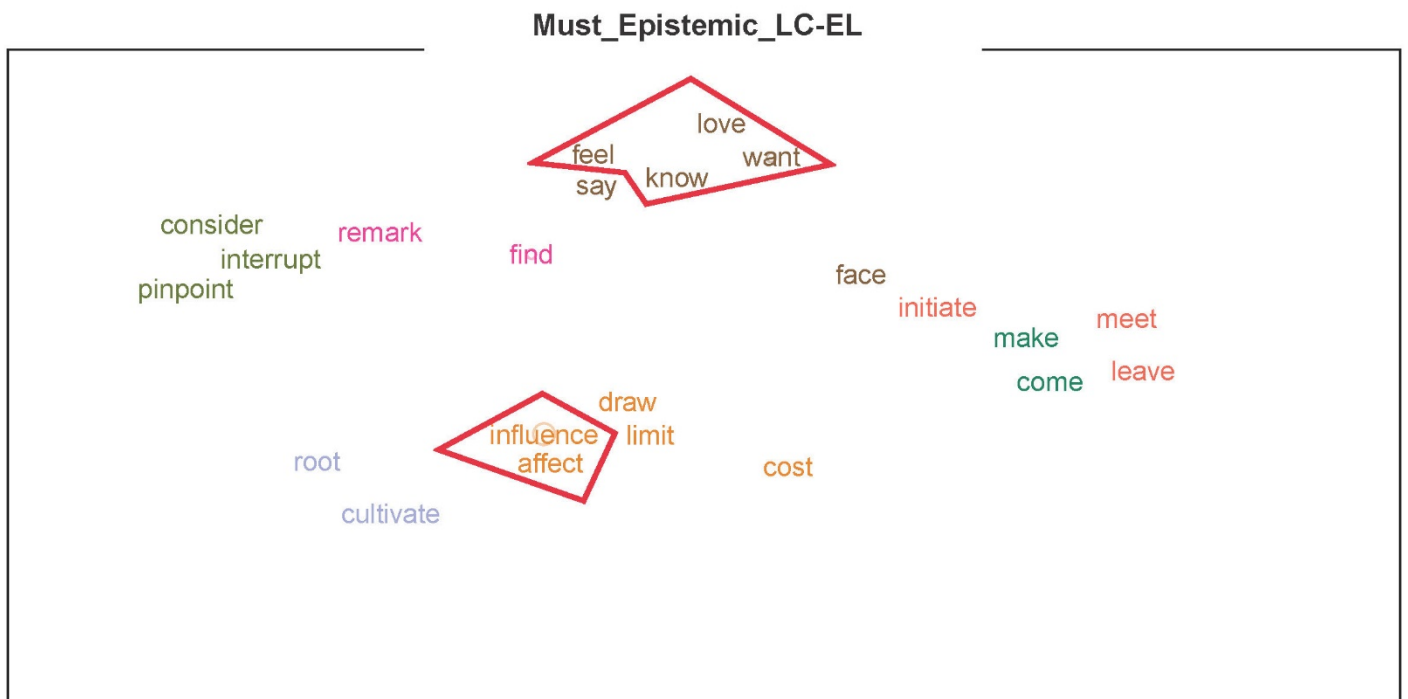 Must_Epistemic_LC-EL
love
feel
want
know
say
consider
remark
interrupt
find
pinpoint
face
initiate
meet
make
leave
come
draw
influence
limit
affect
root
cost
cultivate